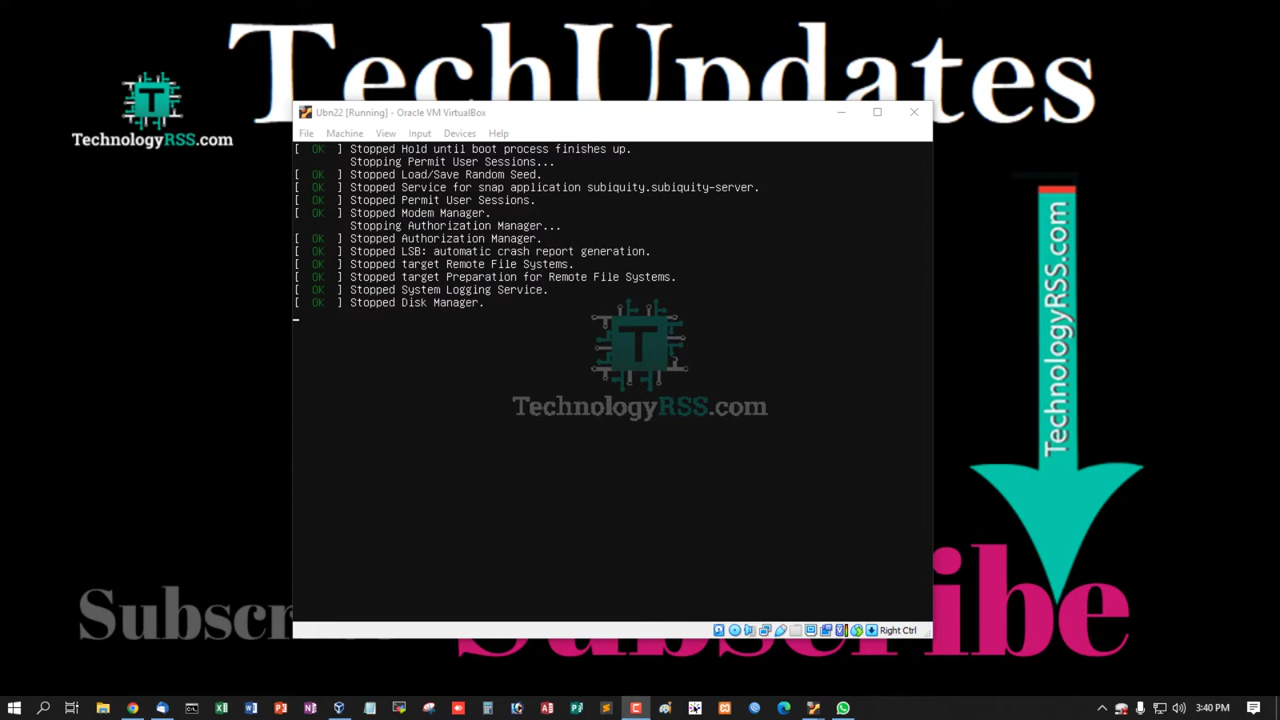 TechUpdates
T
TechnologyRSS.com
Ubn22 [Running] - Oracle VM VirtualBox
File Machine View Input Devices Help
[ OK ] Stopped Hold until boot process finishes up.
Stopping Permit User Sessions...
[ OK ] Stopped Load/Save Random Seed.
[ OK ] Stopped Service for snap application subiquity.subiquity-server.
[ OK ] Stopped Permit User Sessions.
[ OK ] Stopped Modem Manager.
Stopping Authorization Manager...
[ OK ] Stopped Authorization Manager.
[ OK ] Stopped LSB: automatic crash report generation.
[ OK ] Stopped target Remote File Systems.
[ OK ] Stopped target Preparation for Remote File Systems.
[ OK ] Stopped System Logging Service.
[ OK ] Stopped Disk Manager.
T
TechnologyRSS.com
TechnologyRSS.com
Subscribe
Right Ctrl
3:40 PM